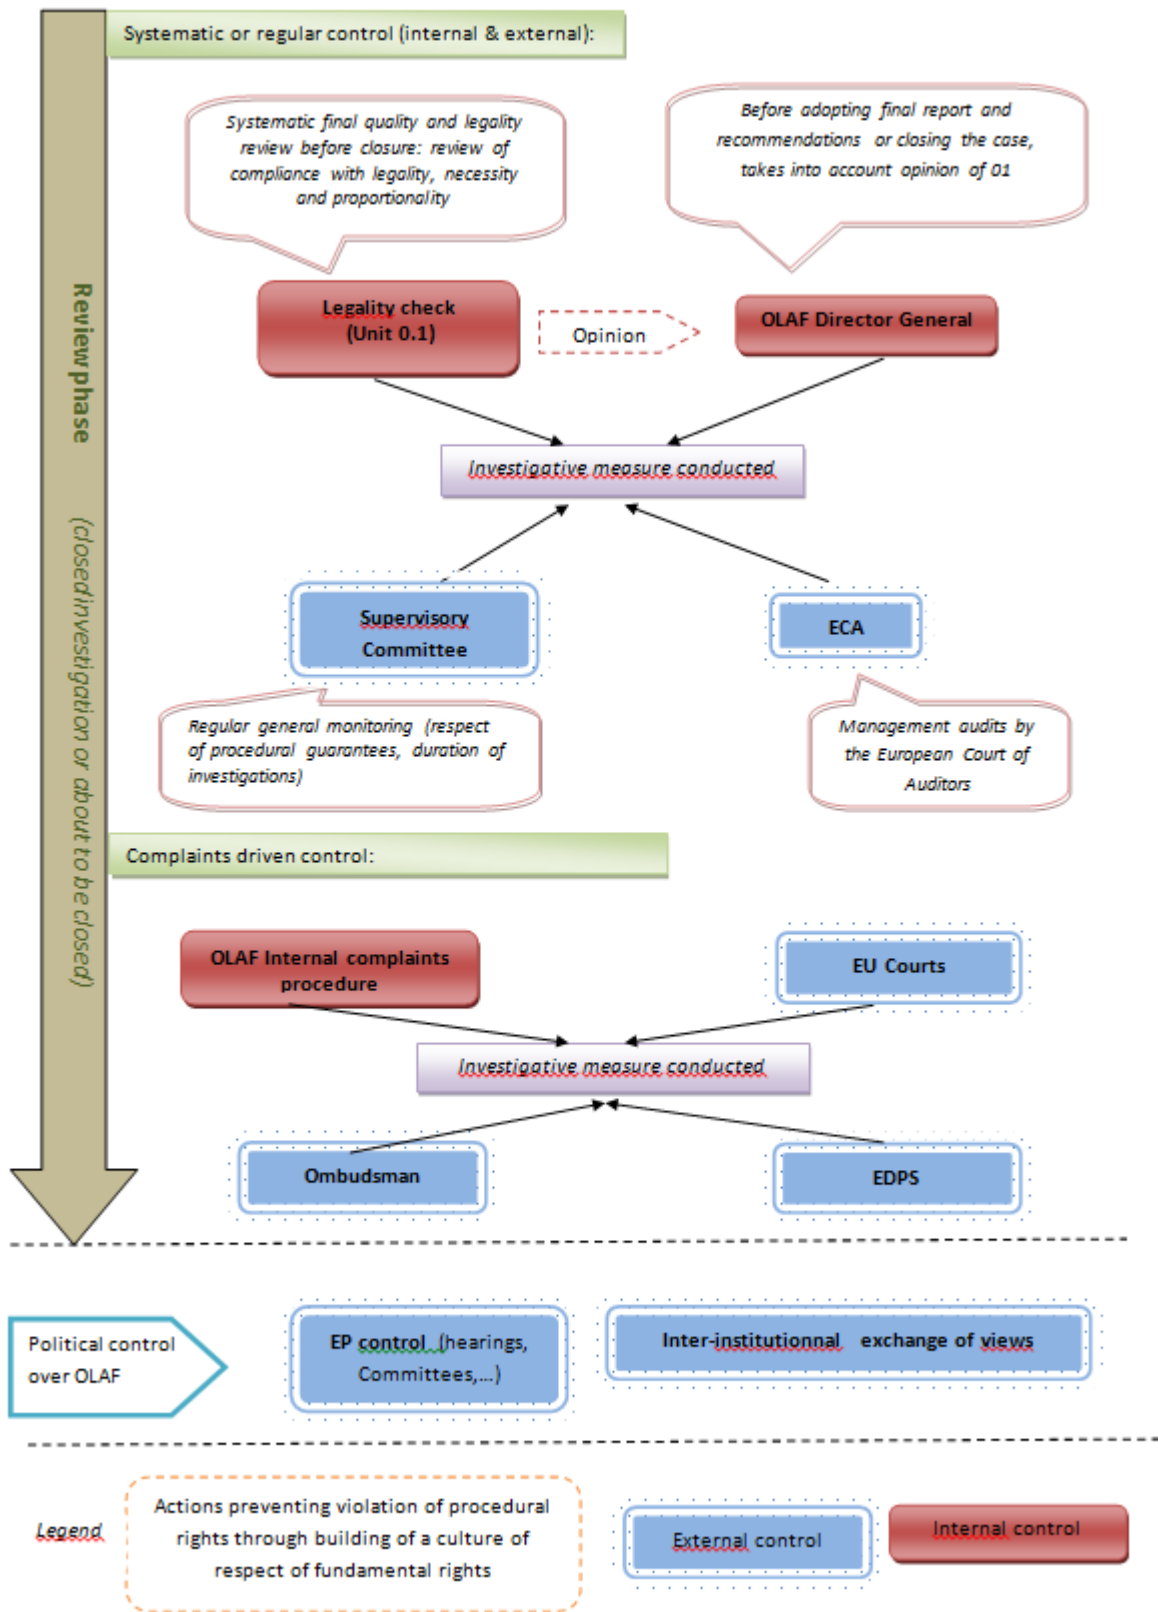 Systematic or regular control (internal & external):
Systematic final quality and legality
review before closure: review of
compliance with legality, necessity
and proportionality
Before adopting final report and
recommendations or closing the case,
takes into account opinion of 01
Legality check
(Unit 0.1)
Opinion
OLAF Director General
Investigative measure conducted
Supervisory
Committee
ECA
Regular general monitoring (respect
of procedural guarantees, duration of
investigations)
Management audits by
the European Court of
Auditors
Reviewphase (closedinvestigation or about to be closed)
Complaints driven control:
OLAF Internal complaints
procedure
EU Courts
Investigative measure conducted
Ombudsman
EDPS
Political control
over OLAF
EP control (hearings,
Committees,...)
Inter-institutionnal exchange of views
Legend
Actions preventing violation of procedural
rights through building of a culture of
respect of fundamental rights
External control
Internal control